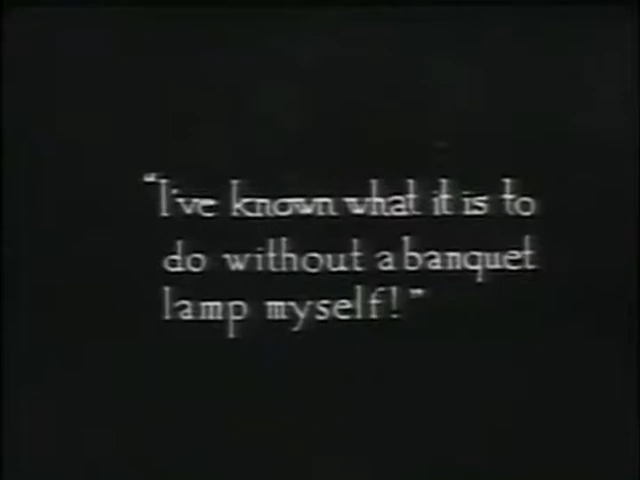 “I've known what it is to
do without a banquet
lamp myself!”